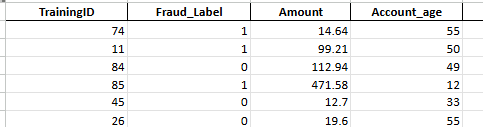 TrainingID Fraud_Label Amount Account_age
74 1 14.64 55
11 1 99.21 50
84 0 112.94 49
85 1 471.58 12
45 0 12.7 33
26 0 19.6 55